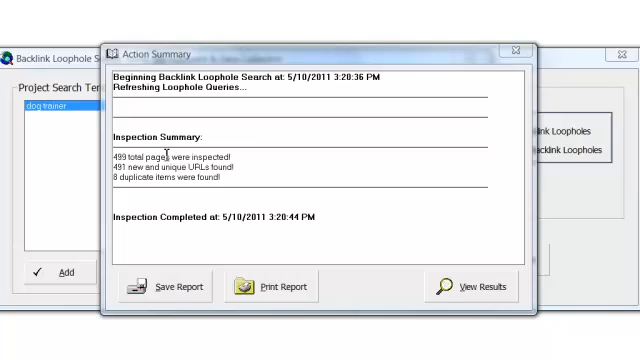 Backlink Loophole S
Action Summary
Project Search Ter
dog trainer
Add
Beginning Backlink Loophole Search at: 5/10/2011 3:20:36 PM
Refreshing Loophole Queries...
Inspection Summary:
499 total pages were inspected!
491 new and unique URLs found!
8 duplicate items were found!
Inspection Completed at: 5/10/2011 3:20:44 PM
Save Report
Print Report
View Results
nk Loopholes
acklink Loopholes